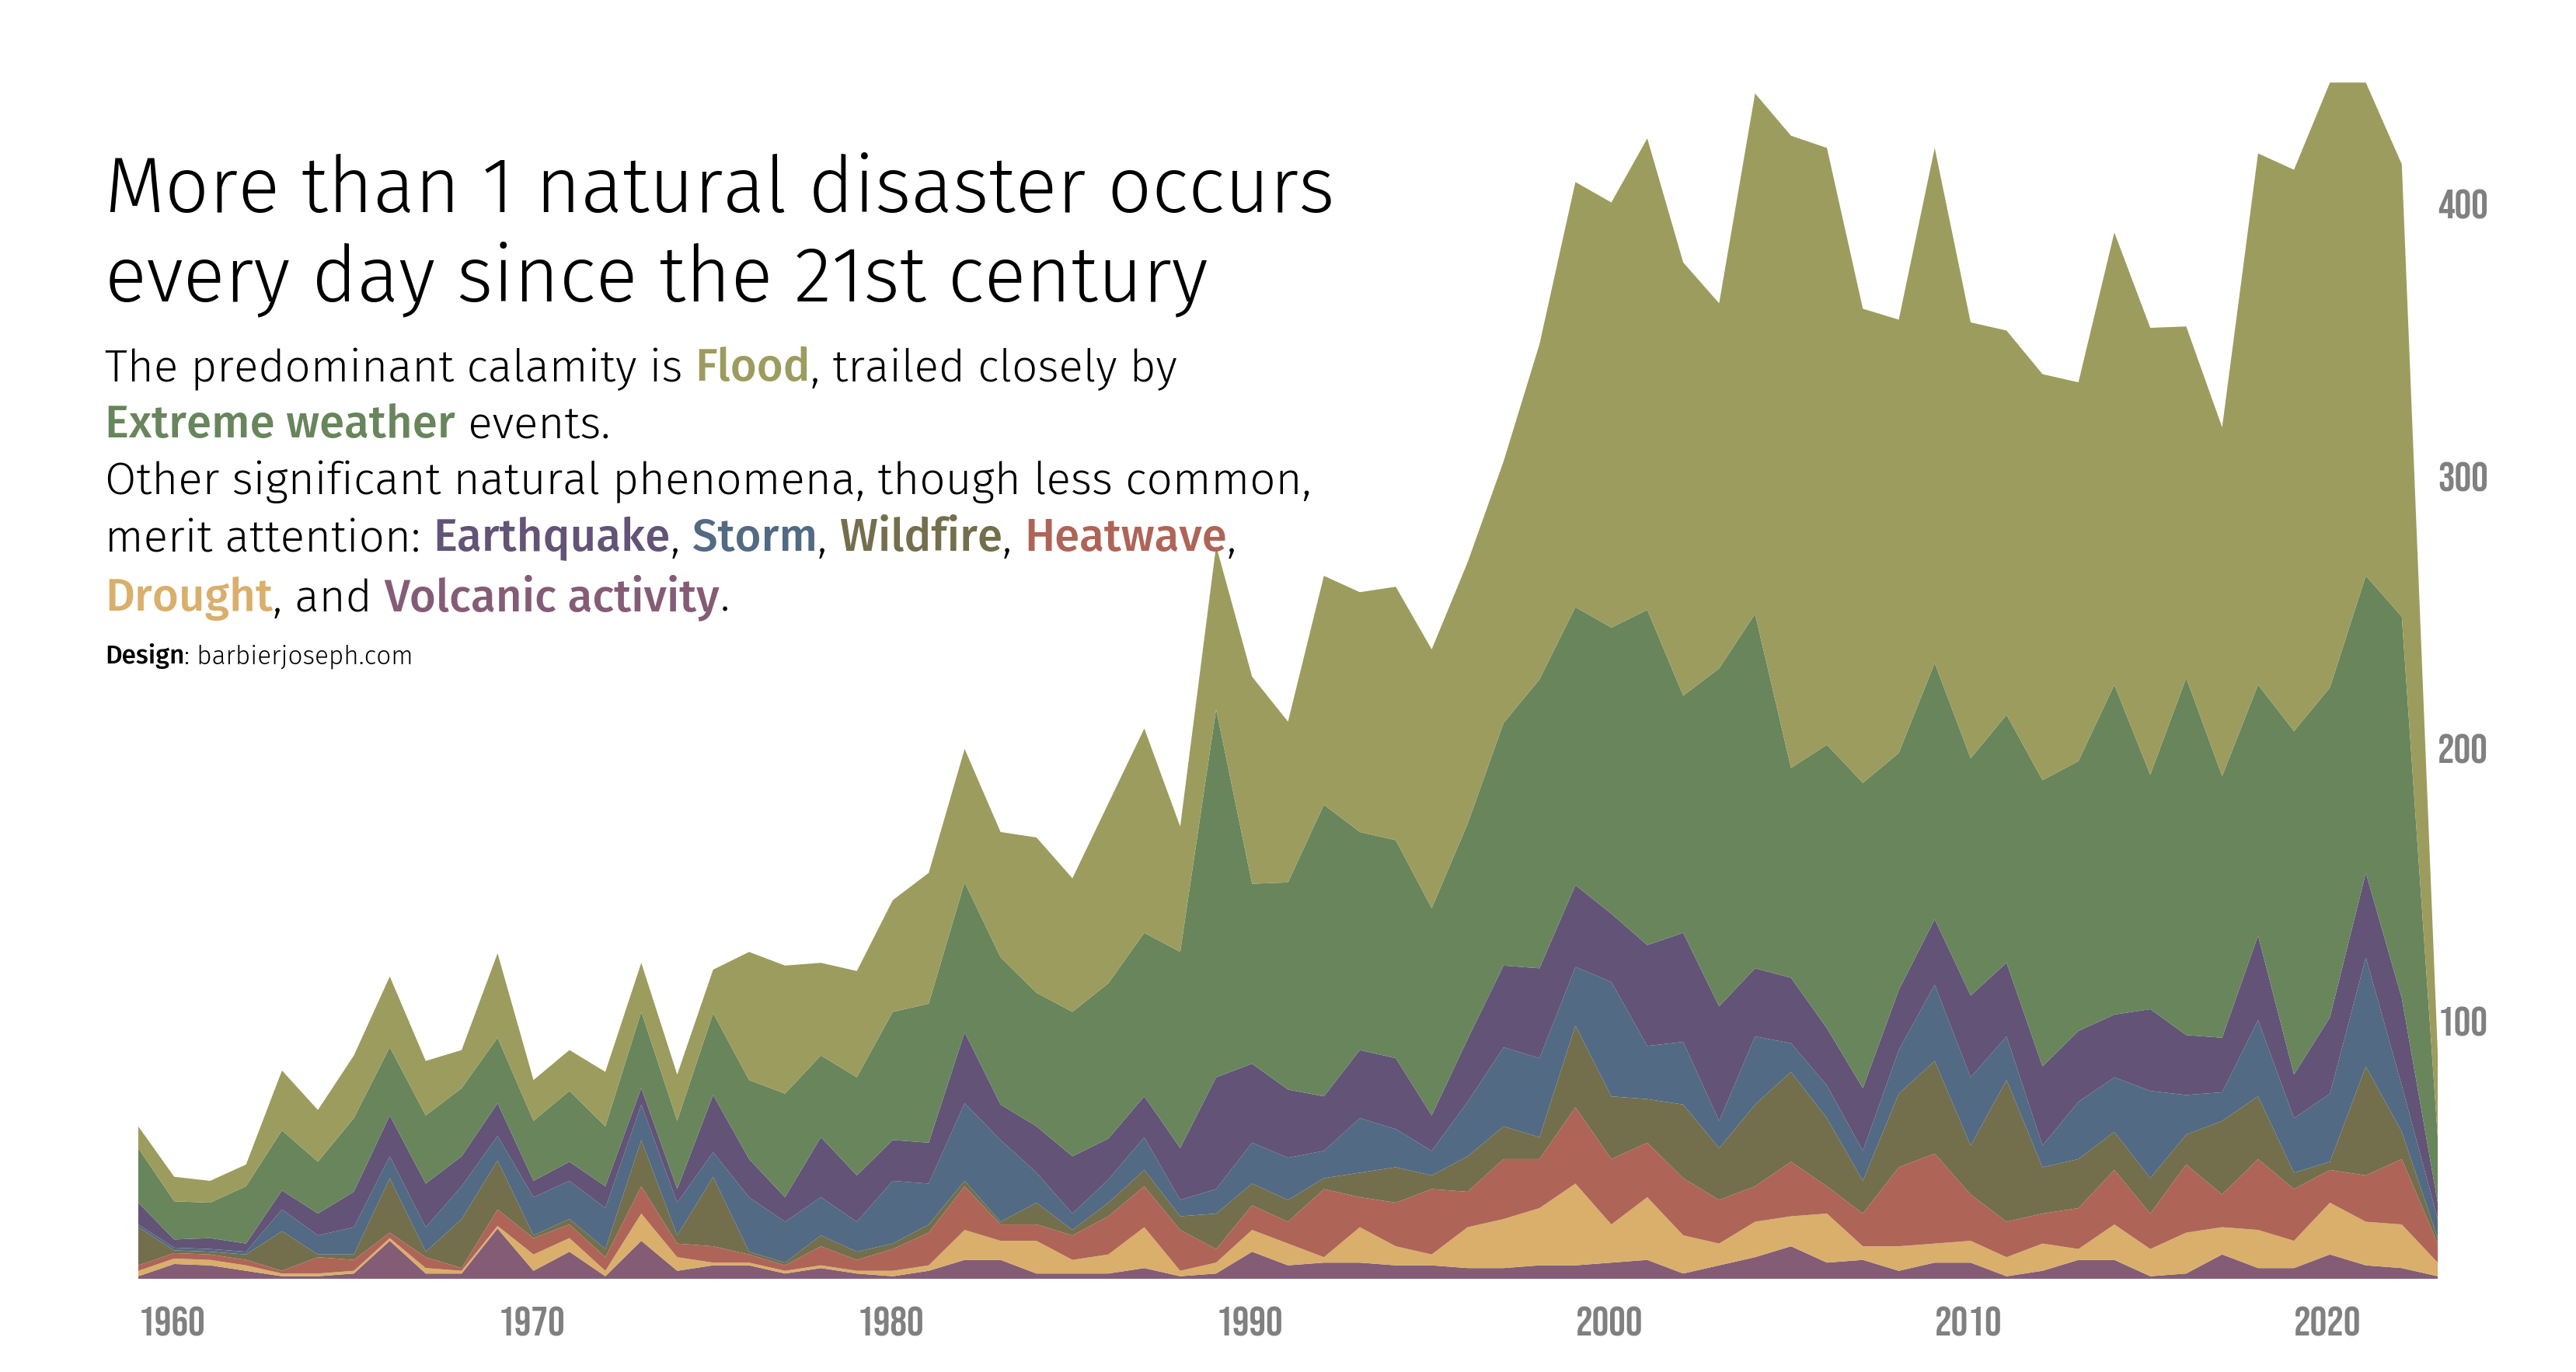 More than 1 natural disaster occurs
every day since the 21st century
The predominant calamity is Flood, trailed closely by
Extreme weather events.
Other significant natural phenomena, though less common,
merit attention: Earthquake, Storm, Wildfire, Heatwave,
Drought, and Volcanic activity.
Design: barbierjoseph.com
400
300
200
100
1960 1970 1980 1990 2000 2010 2020